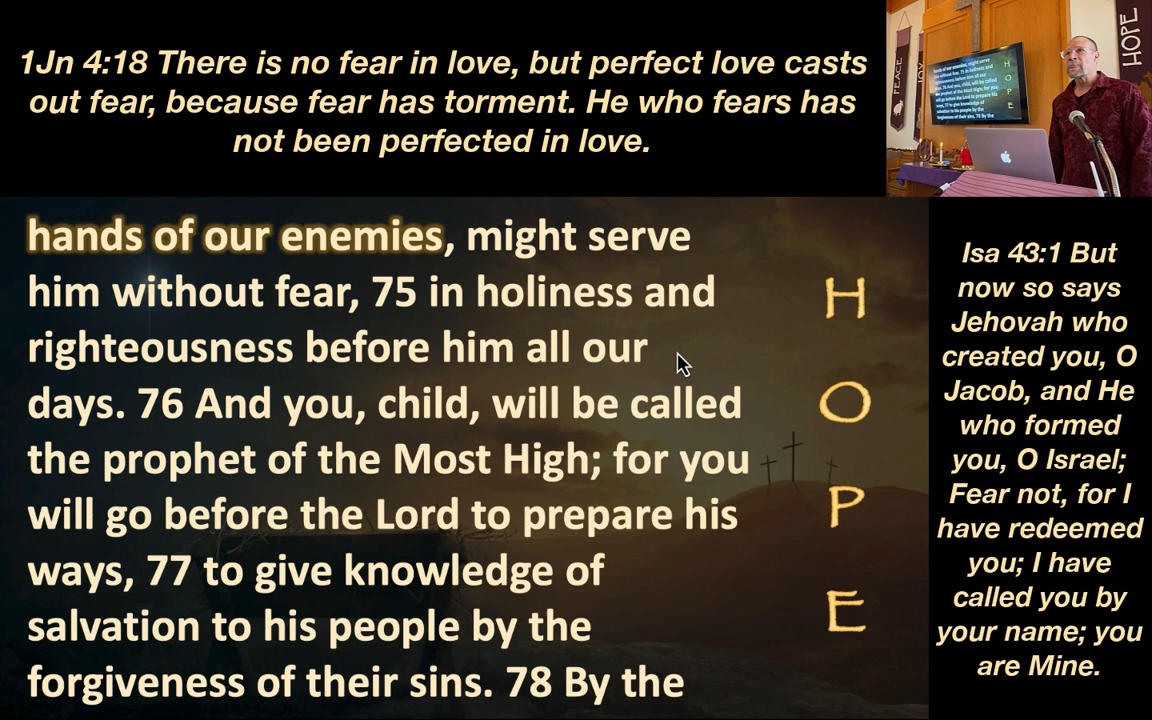 1Jn 4:18 There is no fear in love, but perfect love casts
out fear, because fear has torment. He who fears has
not been perfected in love.
PEACE
JOY
HOPE
hands of our enemies, might serve
him without fear, 75 in holiness and
righteousness before him all our
days. 76 And you, child, will be called
the prophet of the Most High; for you
will go before the Lord to prepare his
ways, 77 to give knowledge of
salvation to his people by the
forgiveness of their sins. 78 By the
H
O
P
E
Isa 43:1 But
now so says
Jehovah who
created you, O
Jacob, and He
who formed
you, O Israel;
Fear not, for I
have redeemed
you; I have
called you by
your name; you
are Mine.